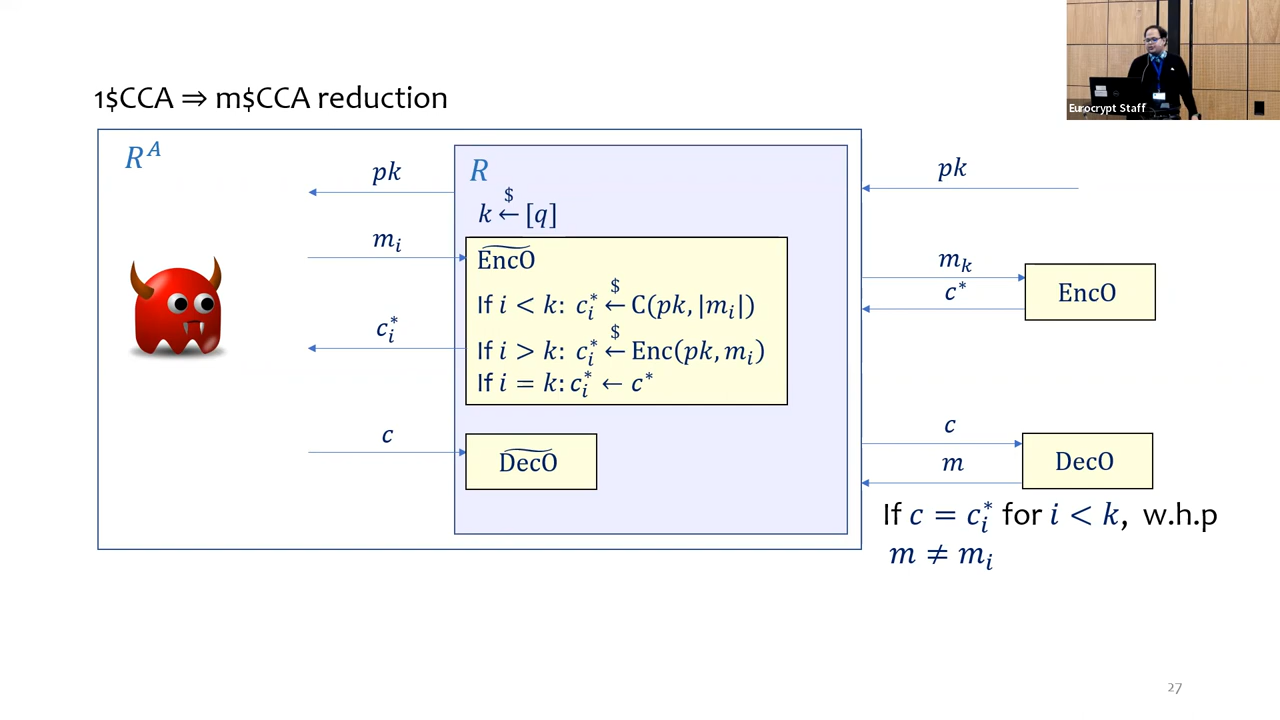 Eurocrypt Staff
1$CCA ⇒ m$CCA reduction
R^A
pk
R
pk
k ←$ [q]
m_i
EncO~
m_k
c*
EncO
If i < k: c_i* ←$ C(pk, |m_i|)
c_i*
If i > k: c_i* ←$ Enc(pk, m_i)
If i = k: c_i* ← c*
c
DecO~
c
m
DecO
If c = c_i* for i < k, w.h.p
m ≠ m_i
27